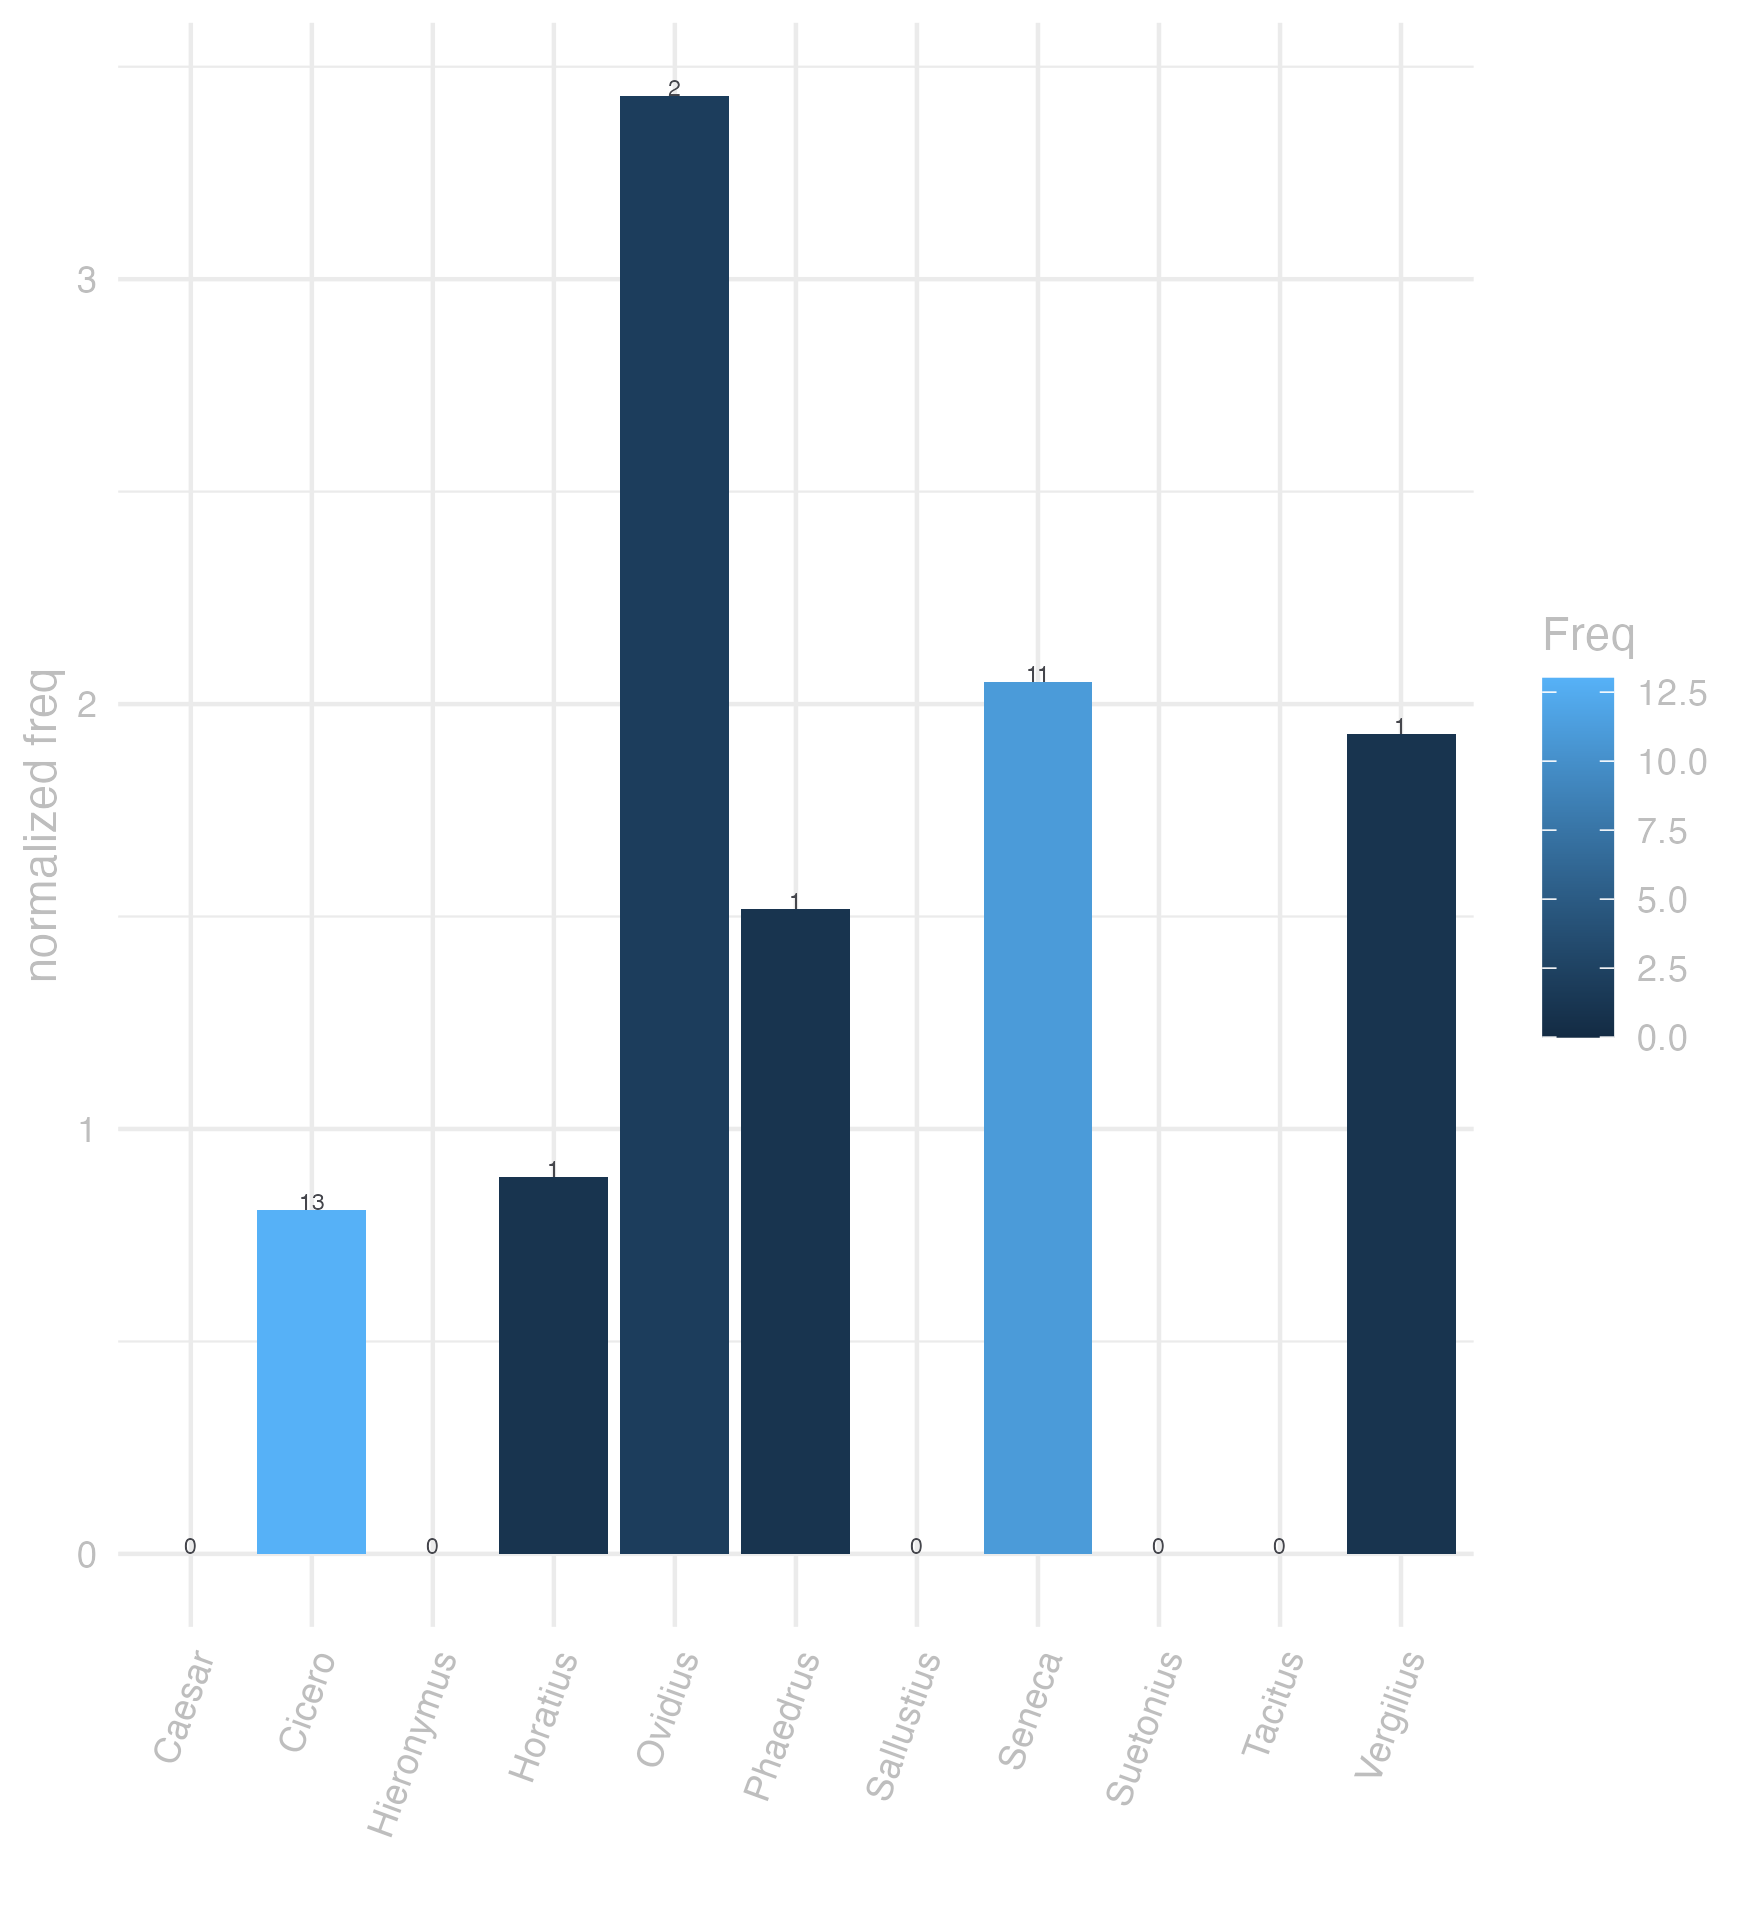 normalized freq
3
2
1
0
0
13
0
1
2
1
0
11
0
0
1
Caesar
Cicero
Hieronymus
Horatius
Ovidius
Phaedrus
Sallustius
Seneca
Suetonius
Tacitus
Vergilius
Freq
12.5
10.0
7.5
5.0
2.5
0.0